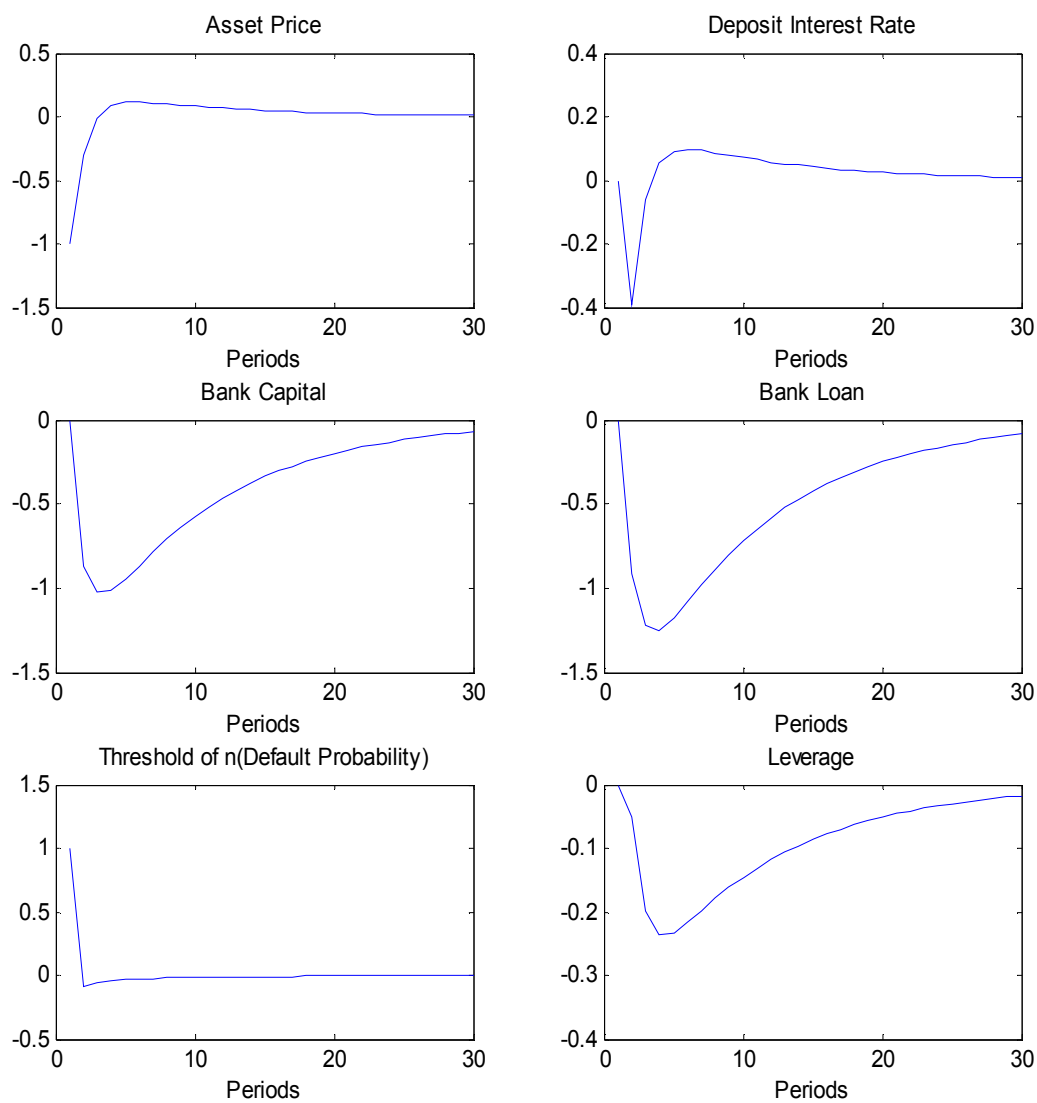 Asset Price
0.5
0
-0.5
-1
-1.5
0 10 20 30
Periods
Deposit Interest Rate
0.4
0.2
0
-0.2
-0.4
0 10 20 30
Periods
Bank Capital
0
-0.5
-1
-1.5
0 10 20 30
Periods
Bank Loan
0
-0.5
-1
-1.5
0 10 20 30
Periods
Threshold of n(Default Probability)
1.5
1
0.5
0
-0.5
0 10 20 30
Periods
Leverage
0
-0.1
-0.2
-0.3
-0.4
0 10 20 30
Periods